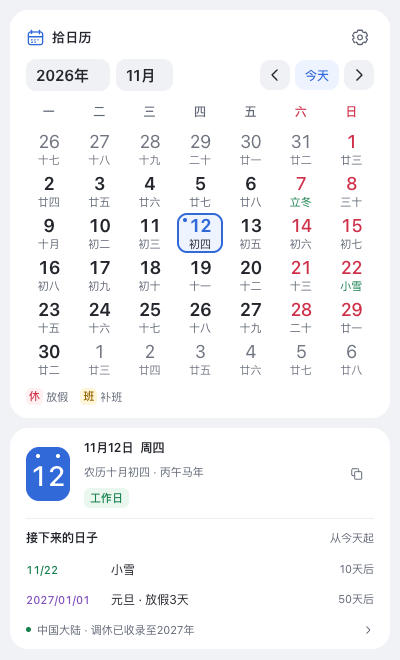 拾日历
2026年 11月 今天
一 二 三 四 五 六 日
26 27 28 29 30 31 1
十七 十八 十九 二十 廿一 廿二 廿三
2 3 4 5 6 7 8
廿四 廿五 廿六 廿七 廿八 立冬 三十
9 10 11 12 13 14 15
十月 初二 初三 初四 初五 初六 初七
16 17 18 19 20 21 22
初八 初九 初十 十一 十二 十三 小雪
23 24 25 26 27 28 29
十五 十六 十七 十八 十九 二十 廿一
30 1 2 3 4 5 6
廿二 廿三 廿四 廿五 廿六 廿七 廿八
休 放假 班 补班
12
11月12日 周四
农历十月初四 · 丙午马年
工作日
接下来的日子 从今天起
11/22 小雪 10天后
2027/01/01 元旦 · 放假3天 50天后
中国大陆 · 调休已收录至2027年